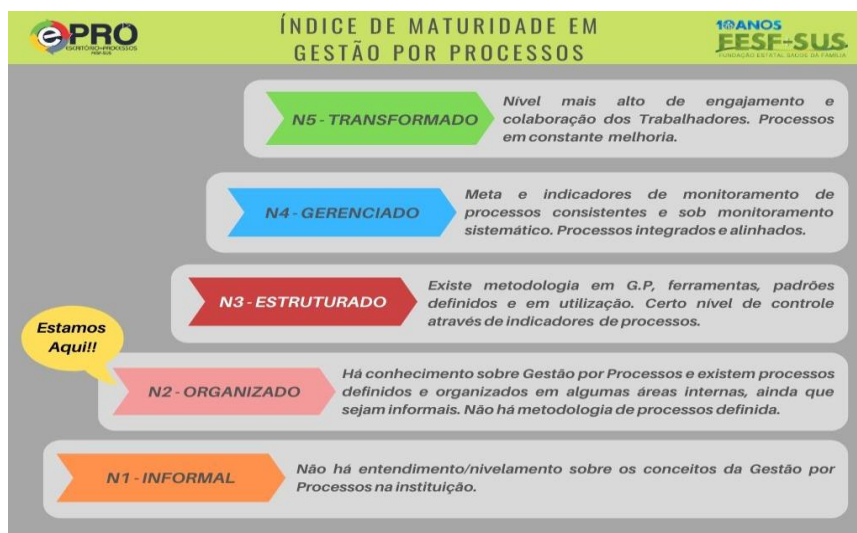 ePRÓ
ESCRITÓRIO DE PROCESSOS
FESF-SUS
ÍNDICE DE MATURIDADE EM
GESTÃO POR PROCESSOS
10ANOS
FESF-SUS
FUNDAÇÃO ESTATAL SAÚDE DA FAMÍLIA
N5 - TRANSFORMADO
Nível mais alto de engajamento e
colaboração dos Trabalhadores. Processos
em constante melhoria.
N4 - GERENCIADO
Meta e indicadores de monitoramento de
processos consistentes e sob monitoramento
sistemático. Processos integrados e alinhados.
N3 - ESTRUTURADO
Existe metodologia em G.P, ferramentas, padrões
definidos e em utilização. Certo nível de controle
através de indicadores de processos.
Estamos
Aqui!!
N2 - ORGANIZADO
Há conhecimento sobre Gestão por Processos e existem processos
definidos e organizados em algumas áreas internas, ainda que
sejam informais. Não há metodologia de processos definida.
N1 - INFORMAL
Não há entendimento/nivelamento sobre os conceitos da Gestão por
Processos na instituição.